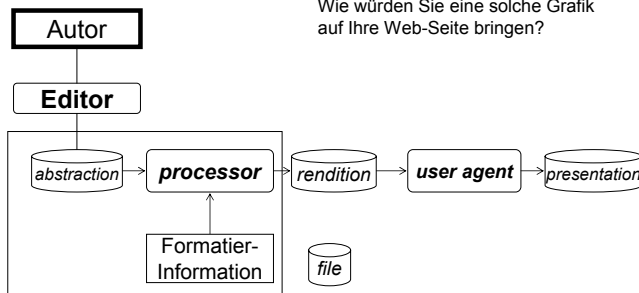 Wie würden Sie eine solche Grafik
auf Ihre Web-Seite bringen?
Autor
Editor
abstraction
processor
rendition
user agent
presentation
Formatier-
Information
file